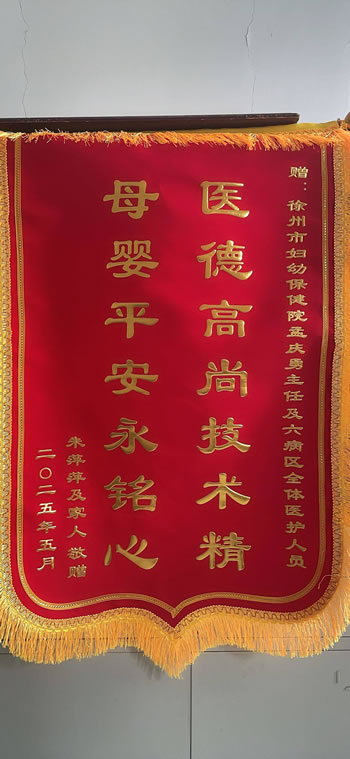 赠：徐州市妇幼保健院孟庆勇主任及六病区全体医护人员
医德高尚技术精
母婴平安永铭心
朱萍萍及家人敬赠
二〇二五年五月